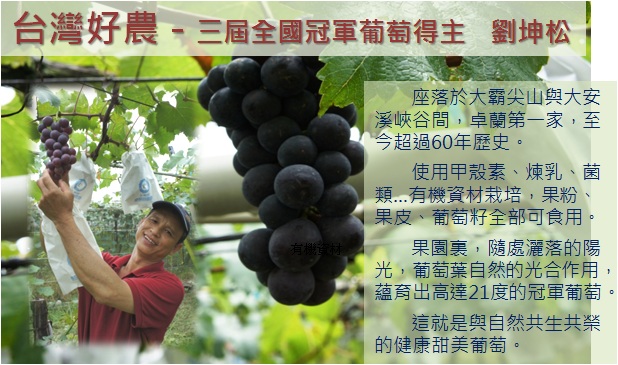 台灣好農 - 三屆全國冠軍葡萄得主 劉坤松
座落於大霸尖山與大安
溪峽谷間，卓蘭第一家，至
今超過60年歷史。
使用甲殼素、煉乳、菌
類...有機資材栽培，果粉、
果皮、葡萄籽全部可食用。
果園裏，隨處灑落的陽
光，葡萄葉自然的光合作用，
蘊育出高達21度的冠軍葡萄。
這就是與自然共生共榮
的健康甜美葡萄。